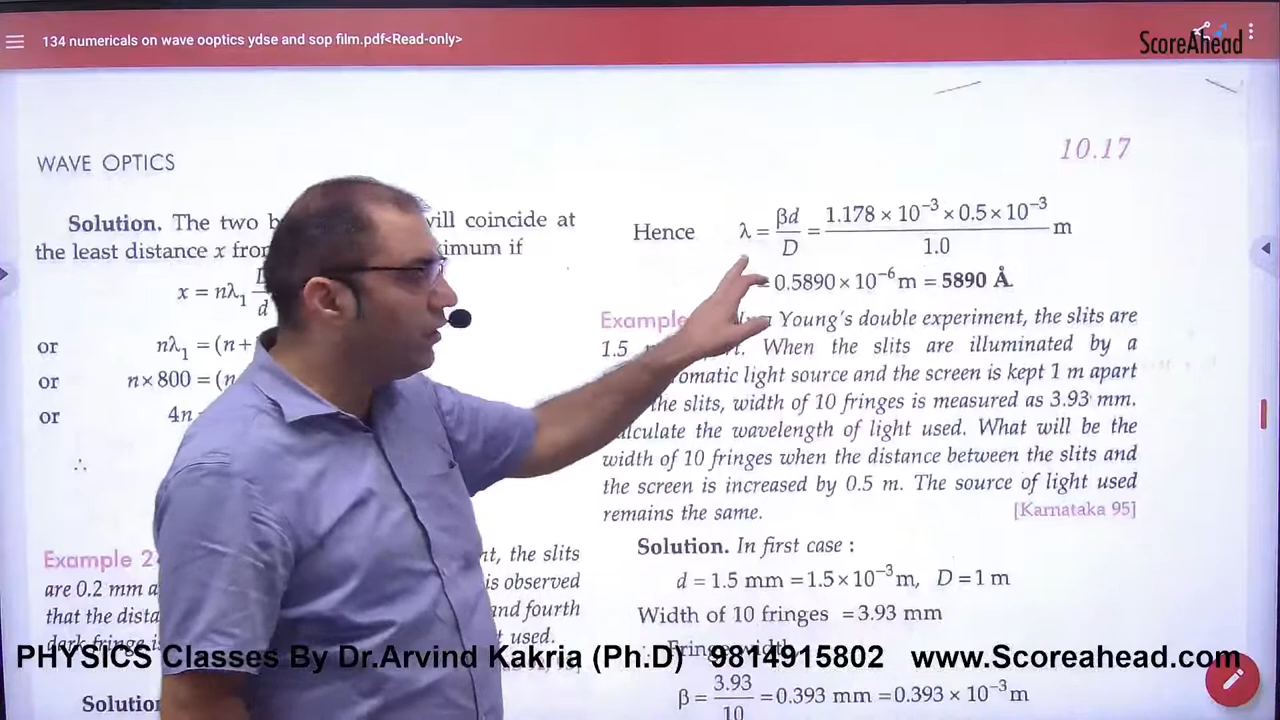 134 numericals on wave ooptics ydse and sop film.pdf<Read-only>
ScoreAhead
WAVE OPTICS
10.17
Solution. The two will coincide at
the least distance x from maximum if
x = nλ₁
or nλ₁ = (n +
or n × 800 = (n
or 4n
∴
Example
are 0.2 mm
that the dista
dark fringe
, the slits
is observed
and fourth
used.
Solution
Hence λ = βd/D = 1.178 × 10⁻³ × 0.5 × 10⁻³/1.0 m
= 0.5890 × 10⁻⁶ m = 5890 Å.
Example Young's double experiment, the slits are
1.5 When the slits are illuminated by a
omatic light source and the screen is kept 1 m apart
the slits, width of 10 fringes is measured as 3.93 mm.
alculate the wavelength of light used. What will be the
width of 10 fringes when the distance between the slits and
the screen is increased by 0.5 m. The source of light used
remains the same. [Karnataka 95]
Solution. In first case :
d = 1.5 mm = 1.5 × 10⁻³ m, D = 1 m
Width of 10 fringes = 3.93 mm
∴ Fringe width,
β = 3.93/10 = 0.393 mm = 0.393 × 10⁻³ m
PHYSICS Classes By Dr.Arvind Kakria (Ph.D) 9814915802 www.Scoreahead.com